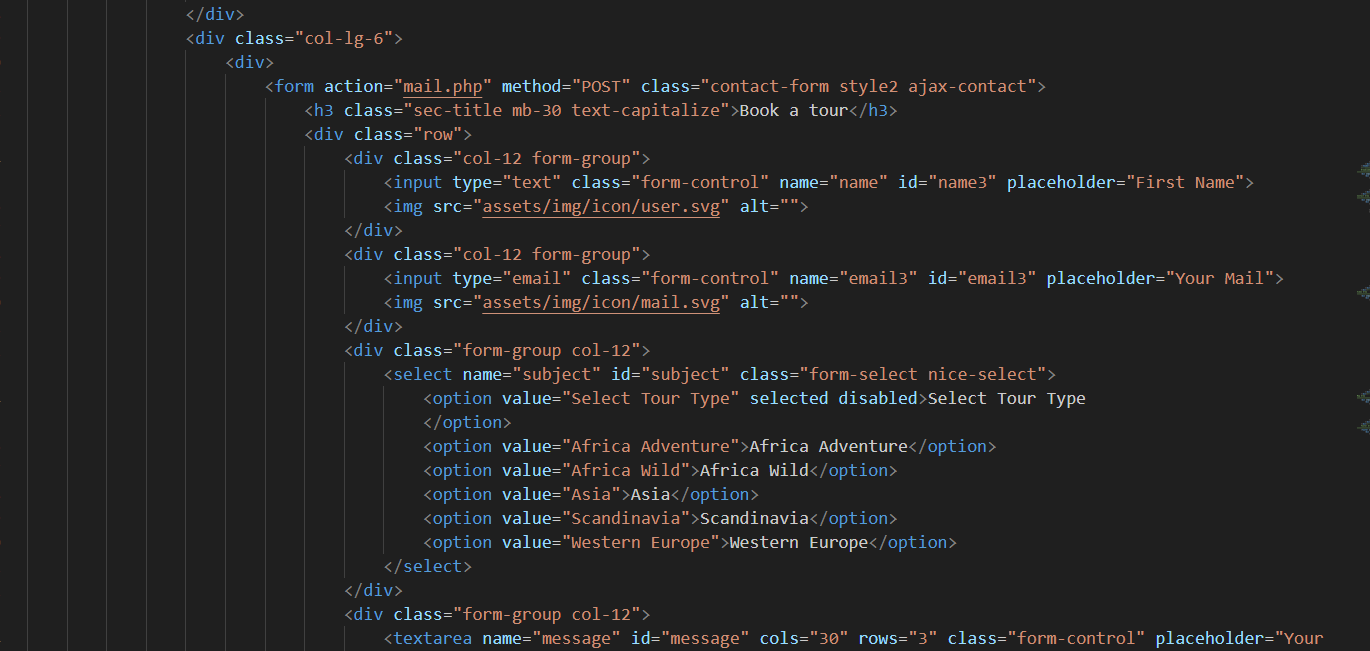 </div>
<div class="col-lg-6">
<div>
<form action="mail.php" method="POST" class="contact-form style2 ajax-contact">
<h3 class="sec-title mb-30 text-capitalize">Book a tour</h3>
<div class="row">
<div class="col-12 form-group">
<input type="text" class="form-control" name="name" id="name3" placeholder="First Name">
<img src="assets/img/icon/user.svg" alt="">
</div>
<div class="col-12 form-group">
<input type="email" class="form-control" name="email3" id="email3" placeholder="Your Mail">
<img src="assets/img/icon/mail.svg" alt="">
</div>
<div class="form-group col-12">
<select name="subject" id="subject" class="form-select nice-select">
<option value="Select Tour Type" selected disabled>Select Tour Type
</option>
<option value="Africa Adventure">Africa Adventure</option>
<option value="Africa Wild">Africa Wild</option>
<option value="Asia">Asia</option>
<option value="Scandinavia">Scandinavia</option>
<option value="Western Europe">Western Europe</option>
</select>
</div>
<div class="form-group col-12">
<textarea name="message" id="message" cols="30" rows="3" class="form-control" placeholder="Your